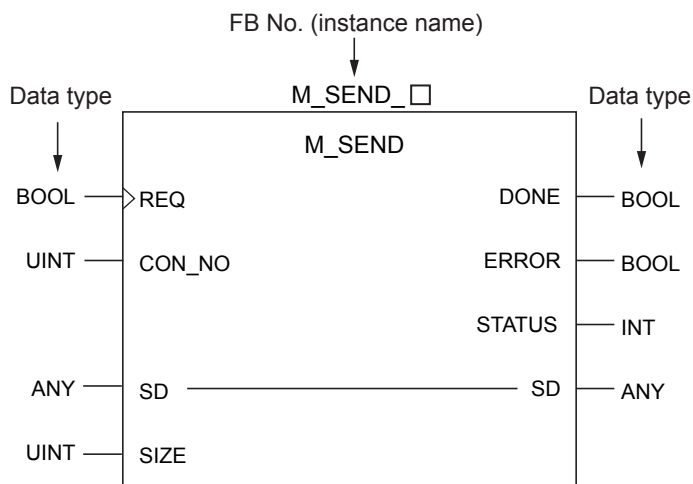 FB No. (instance name)
Data type M_SEND_□ Data type
M_SEND
BOOL REQ DONE BOOL
UINT CON_NO ERROR BOOL
STATUS INT
ANY SD SD ANY
UINT SIZE